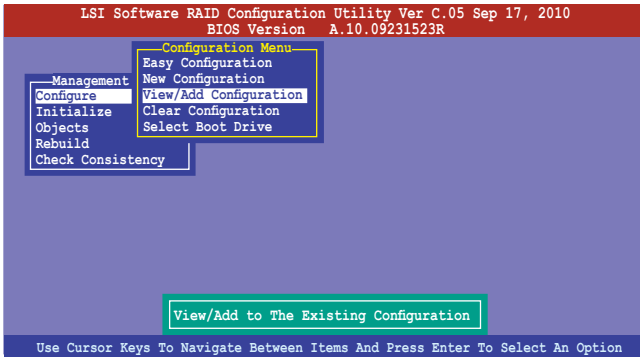 LSI Software RAID Configuration Utility Ver C.05 Sep 17, 2010
BIOS Version A.10.09231523R
Management
Configure
Initialize
Objects
Rebuild
Check Consistency
Configuration Menu
Easy Configuration
New Configuration
View/Add Configuration
Clear Configuration
Select Boot Drive
View/Add to The Existing Configuration
Use Cursor Keys To Navigate Between Items And Press Enter To Select An Option